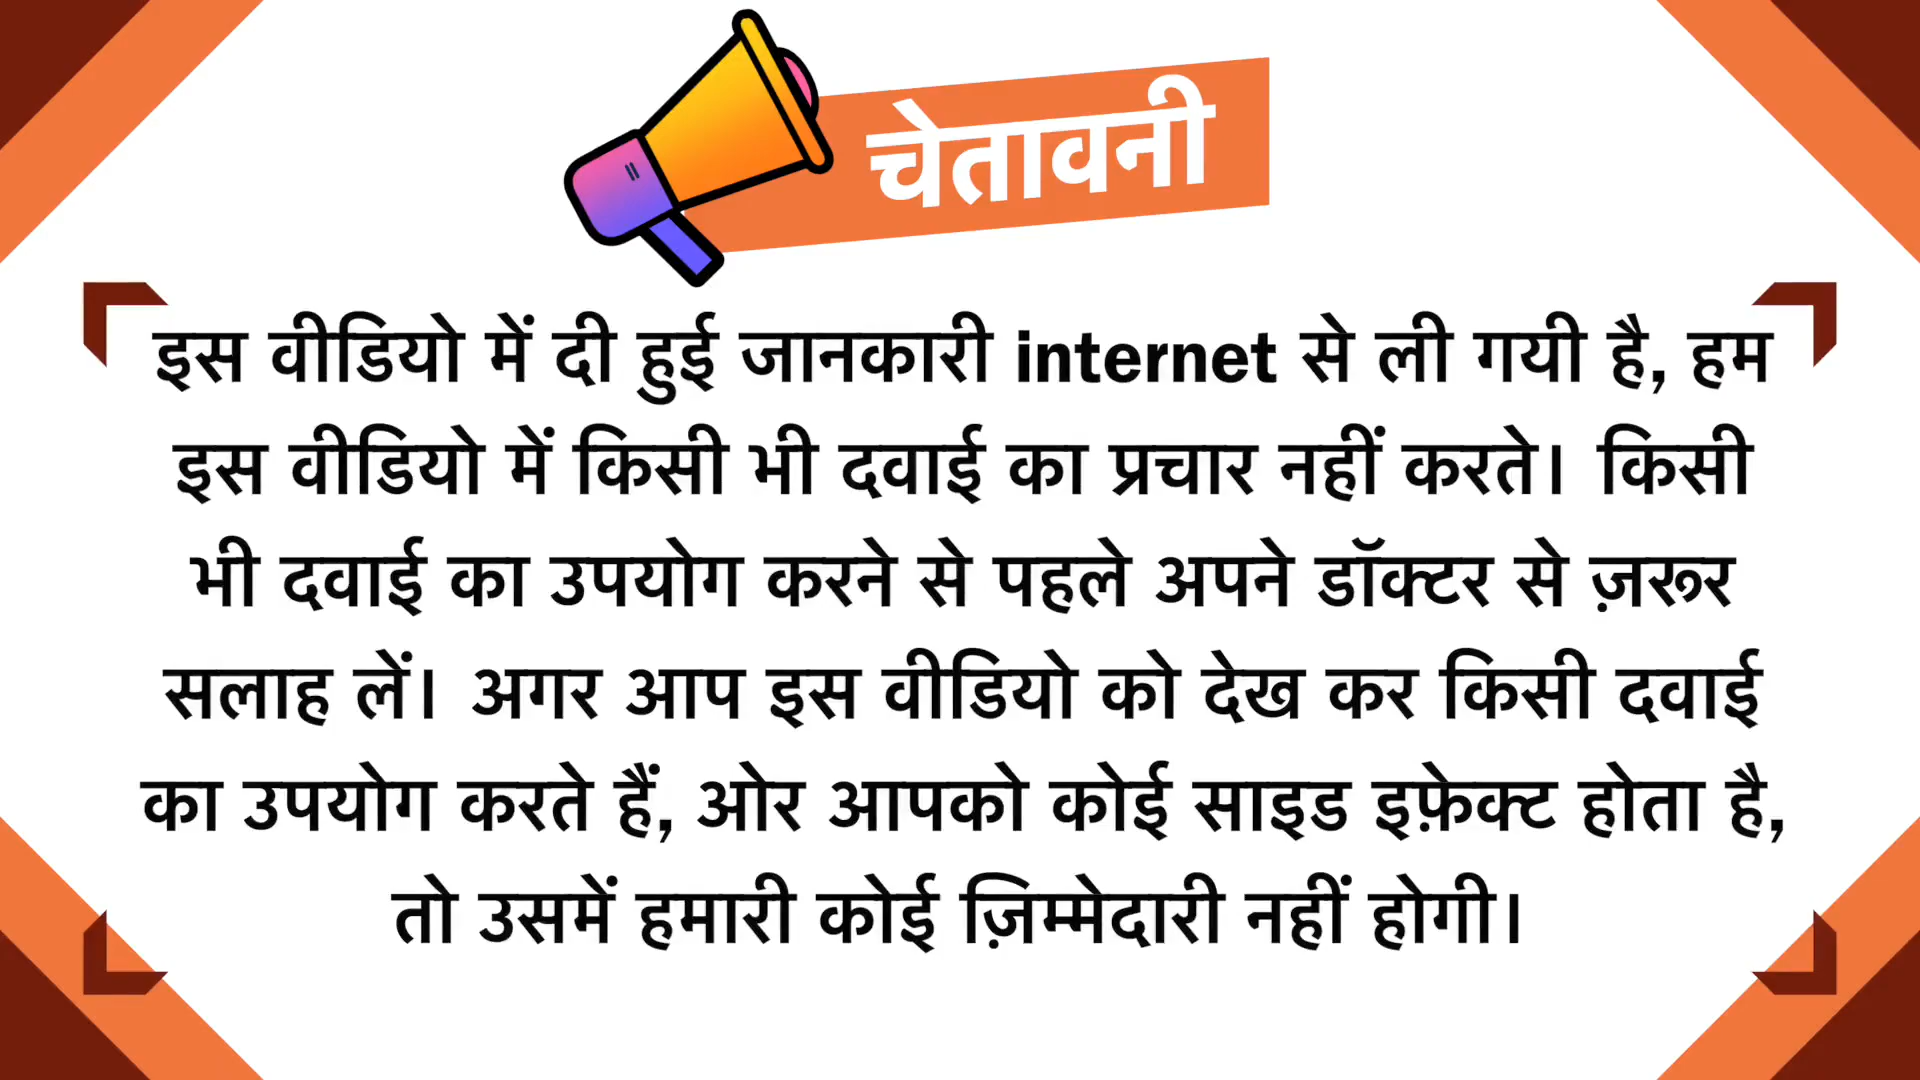 चेतावनी
इस वीडियो में दी हुई जानकारी internet से ली गयी है, हम
इस वीडियो में किसी भी दवाई का प्रचार नहीं करते। किसी
भी दवाई का उपयोग करने से पहले अपने डॉक्टर से ज़रूर
सलाह लें। अगर आप इस वीडियो को देख कर किसी दवाई
का उपयोग करते हैं, ओर आपको कोई साइड इफ़ेक्ट होता है,
तो उसमें हमारी कोई ज़िम्मेदारी नहीं होगी।